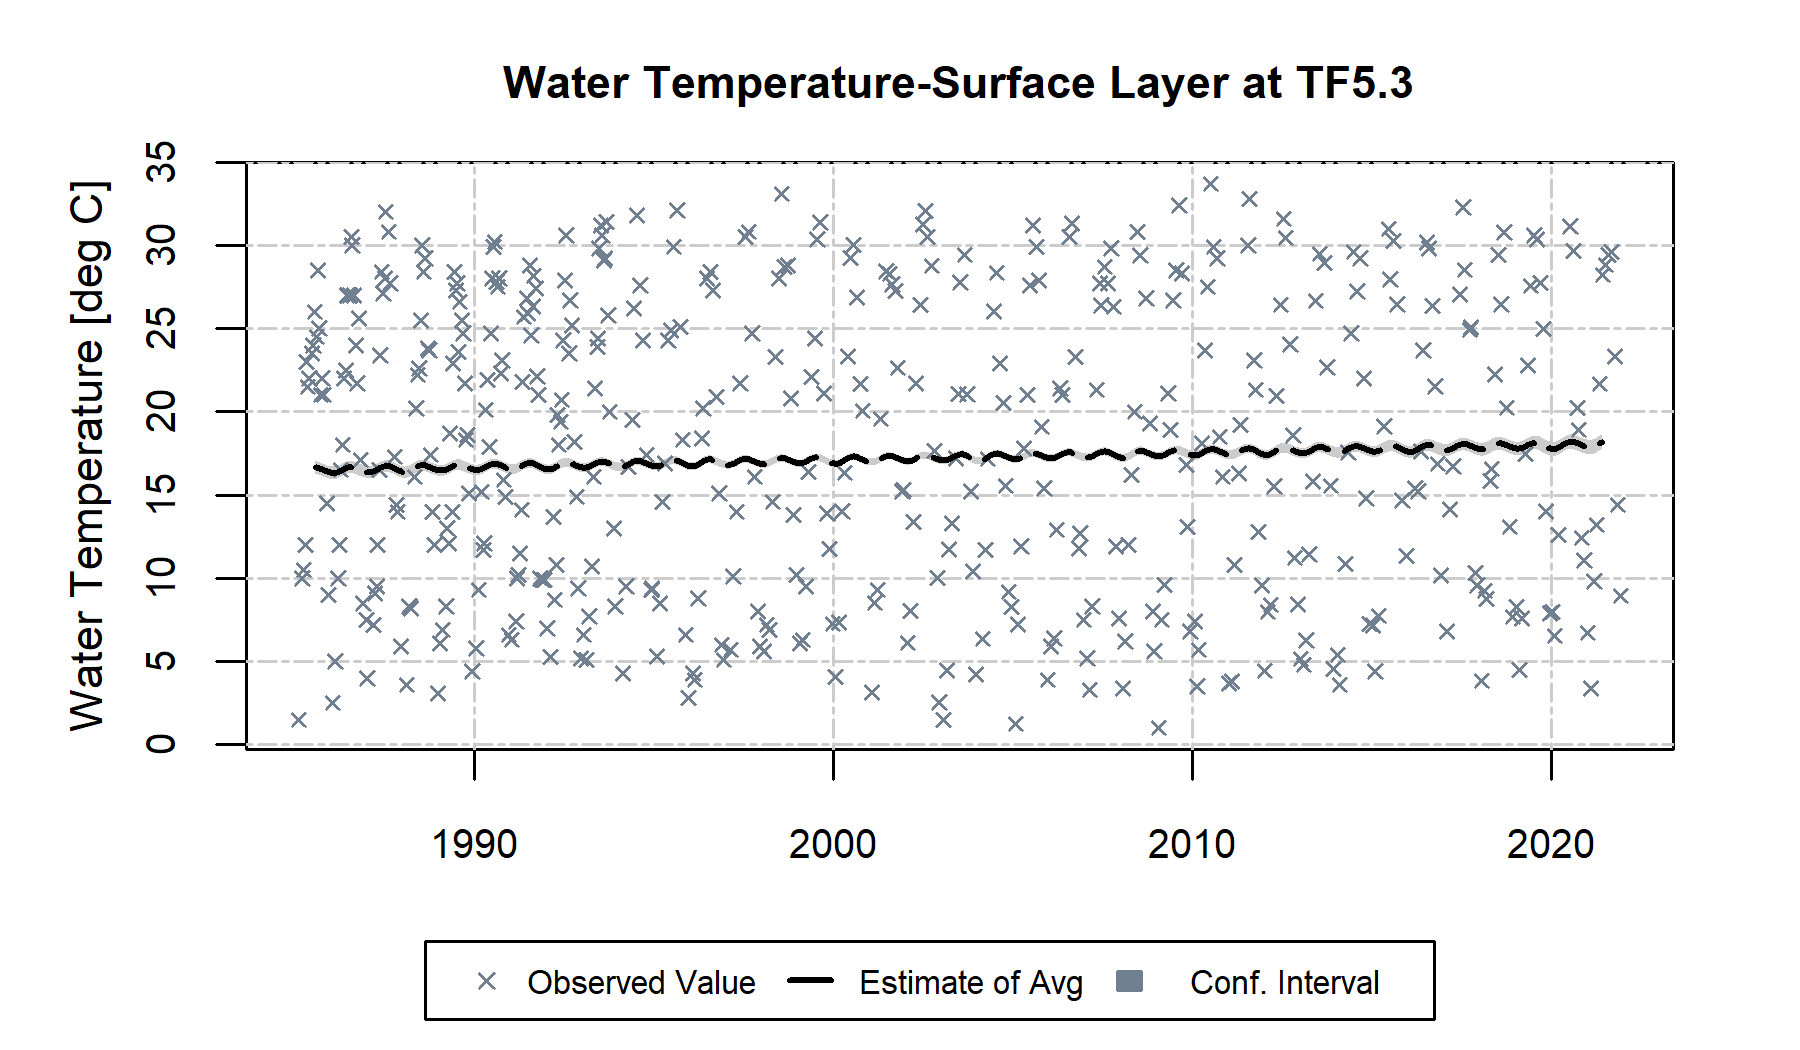 Water Temperature-Surface Layer at TF5.3
Water Temperature [deg C]
35
30
25
20
15
10
5
0
1990 2000 2010 2020
Observed Value Estimate of Avg Conf. Interval